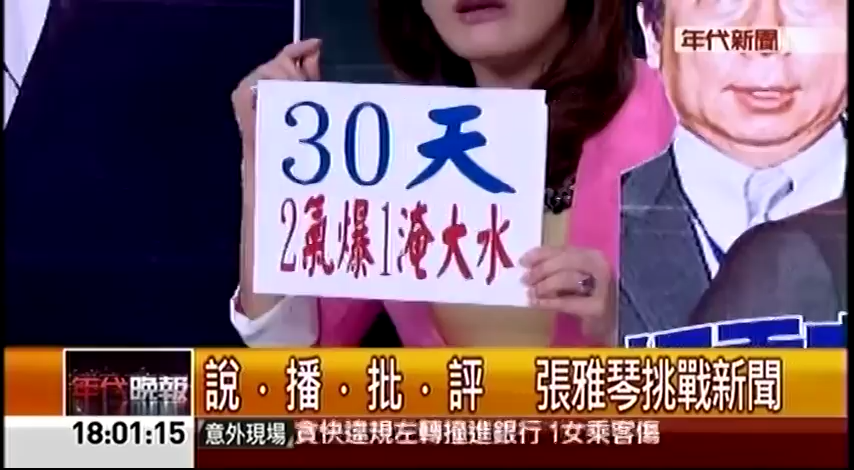 年代新聞
30天
2氣爆1淹大水
年代晚報
說・播・批・評 張雅琴挑戰新聞
18:01:15
意外現場 貪快違規左轉撞進銀行 1女乘客傷